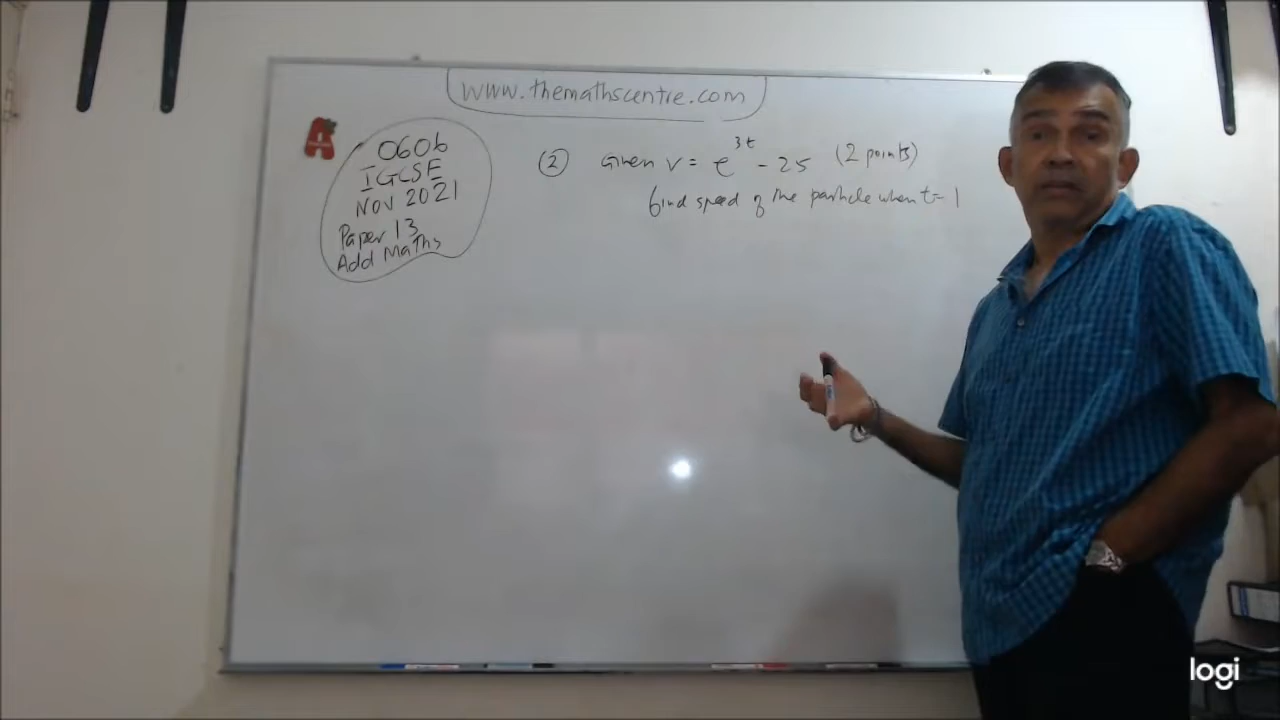 www.themathscentre.com
0606
IGCSE
NOV 2021
Paper 13
Add Maths
② Given v = e^{3t} - 25 (2 points)
find speed of the particle when t = 1
logi